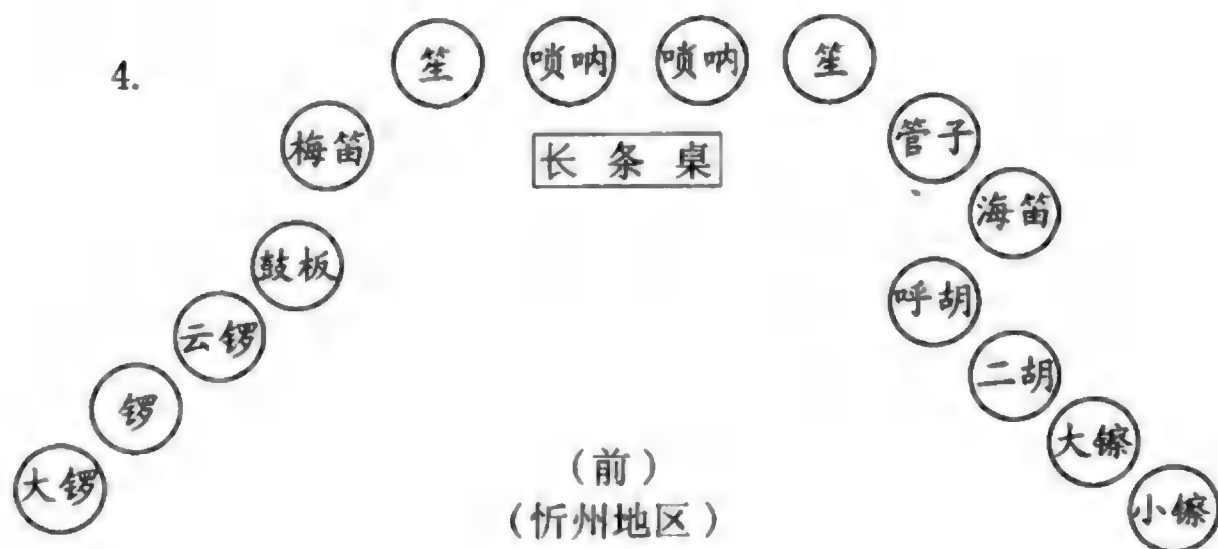 4.
笙 唢呐 唢呐 笙
梅笛 长条桌 管子
海笛
鼓板
呼胡
云锣
二胡
锣
大镲
大锣
小镲
(前)
(忻州地区)